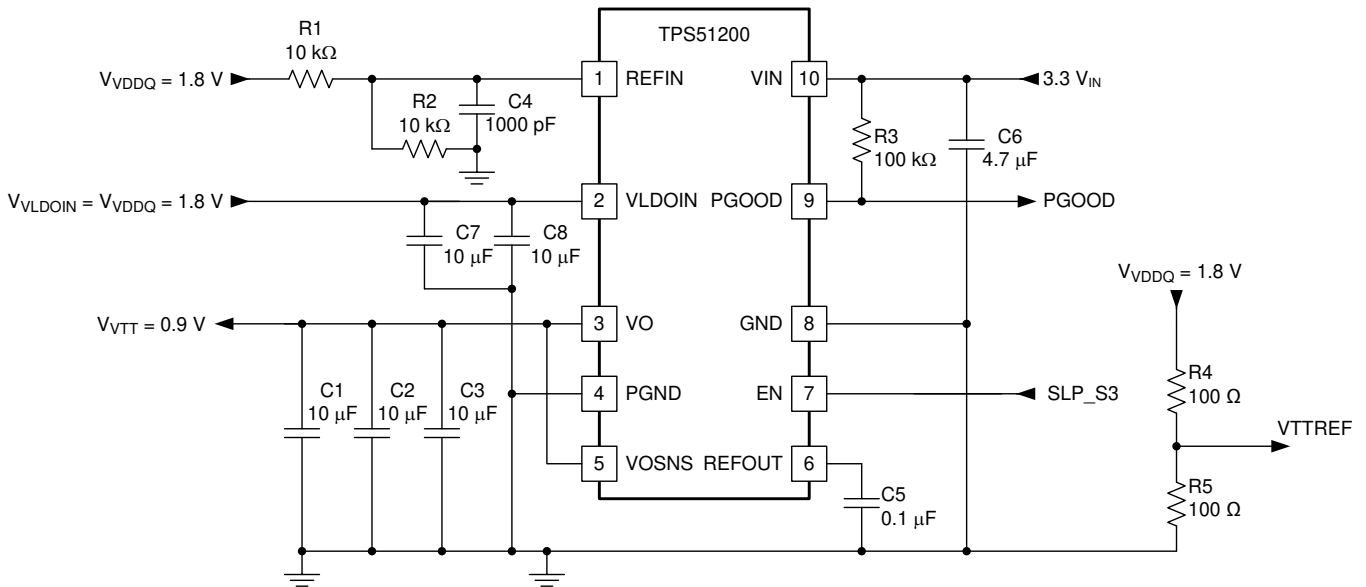 TPS51200
R1
10 kΩ
V_VDDQ = 1.8 V
1 REFIN
VIN 10
3.3 V_IN
R2
10 kΩ
C4
1000 pF
R3
100 kΩ
C6
4.7 μF
V_VLDOIN = V_VDDQ = 1.8 V
2 VLDOIN
PGOOD 9
PGOOD
C7
10 μF
C8
10 μF
V_VDDQ = 1.8 V
V_VTT = 0.9 V
3 VO
GND 8
C1
10 μF
C2
10 μF
C3
10 μF
4 PGND
EN 7
SLP_S3
R4
100 Ω
VTTREF
5 VOSNS
REFOUT 6
C5
0.1 μF
R5
100 Ω